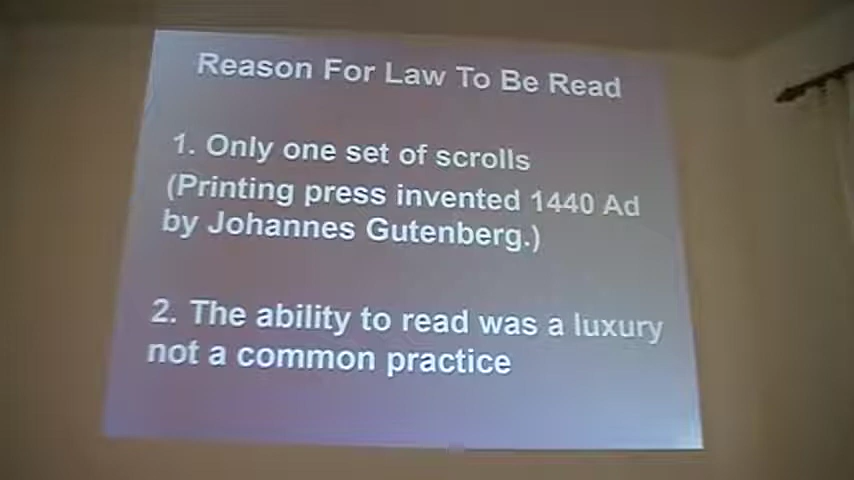 Reason For Law To Be Read
1. Only one set of scrolls
(Printing press invented 1440 Ad
by Johannes Gutenberg.)
2. The ability to read was a luxury
not a common practice